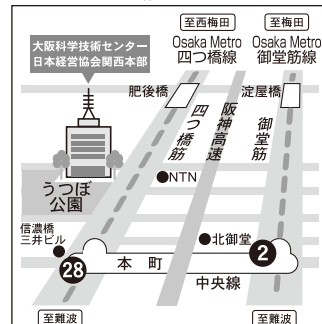 至西梅田
至梅田
Osaka Metro
四つ橋線
Osaka Metro
御堂筋線
大阪科学技術センター
日本経営協会関西本部
肥後橋
淀屋橋
四つ橋筋
阪神高速
御堂筋
NTN
うつぼ
公園
信濃橋
三井ビル
北御堂
28
本町
2
中央線
至難波
至難波